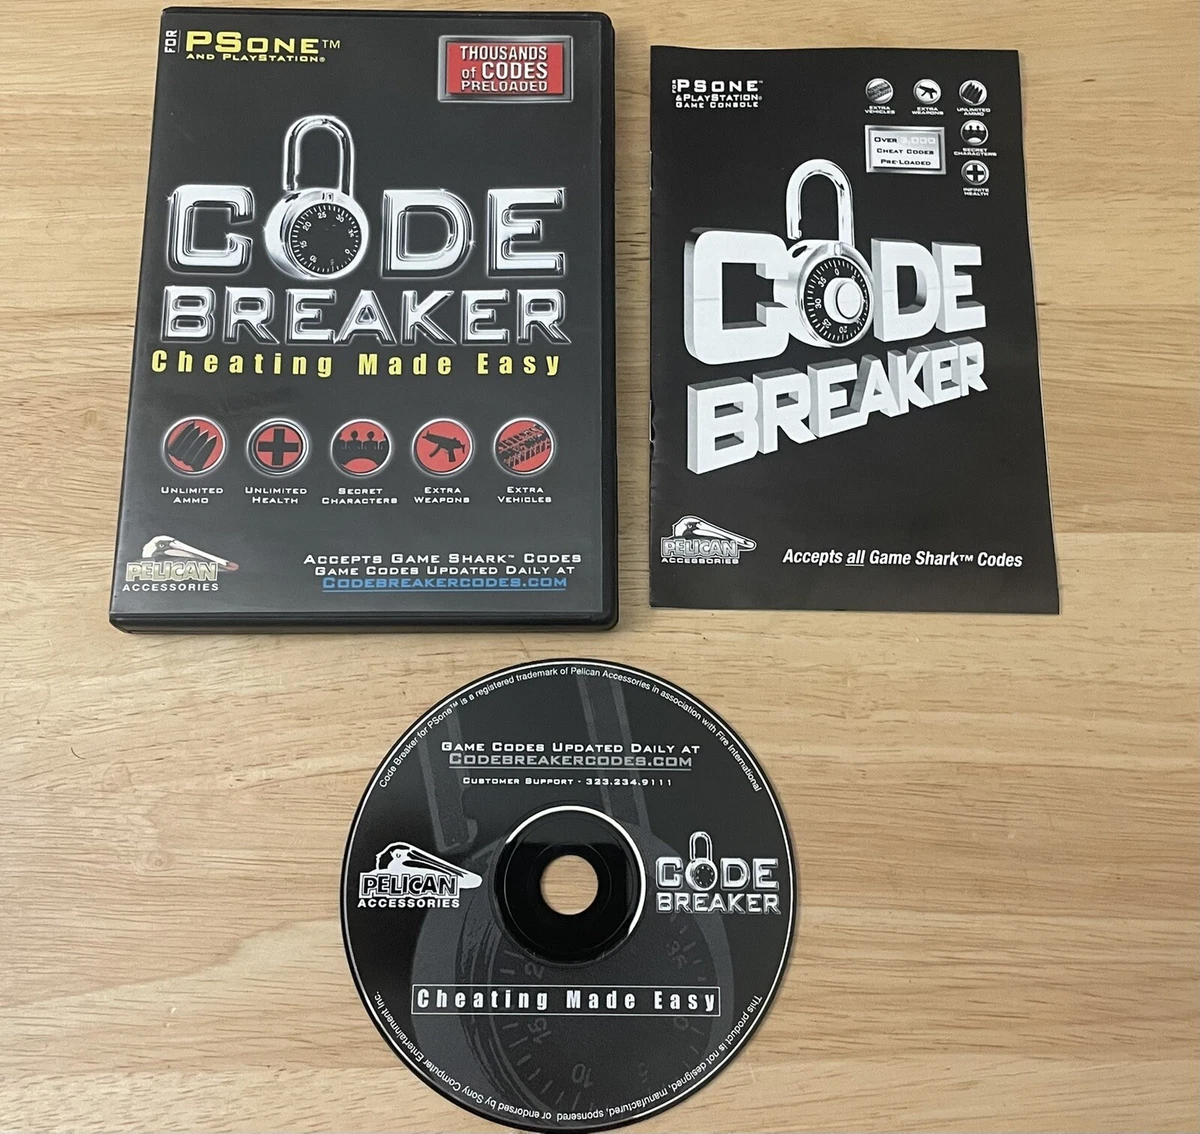 FOR
PSONE™
AND PLAYSTATION®
THOUSANDS
of CODES
PRELOADED
CODE
BREAKER
Cheating Made Easy
UNLIMITED
AMMO
UNLIMITED
HEALTH
SECRET
CHARACTERS
EXTRA
WEAPONS
EXTRA
VEHICLES
PELICAN
ACCESSORIES
ACCEPTS GAME SHARK™ CODES
GAME CODES UPDATED DAILY AT
CODEBREAKERCODES.COM
FOR
PSONE™
& PLAYSTATION®
GAME CONSOLE
EXTRA
VEHICLES
EXTRA
WEAPONS
UNLIMITED
AMMO
OVER 3,000
CHEAT CODES
PRE-LOADED
SECRET
CHARACTERS
INFINITE
HEALTH
CODE
BREAKER
PELICAN
ACCESSORIES
Accepts all Game Shark™ Codes
Code Breaker for PSone™ is a registered trademark of Pelican Accessories in association with Fire International
GAME CODES UPDATED DAILY AT
CODEBREAKERCODES.COM
CUSTOMER SUPPORT - 323.234.9111
PELICAN
ACCESSORIES
CODE
BREAKER
Cheating Made Easy
This product is not designed, manufactured, sponsered or endorsed by Sony Computer Entertainment Inc.